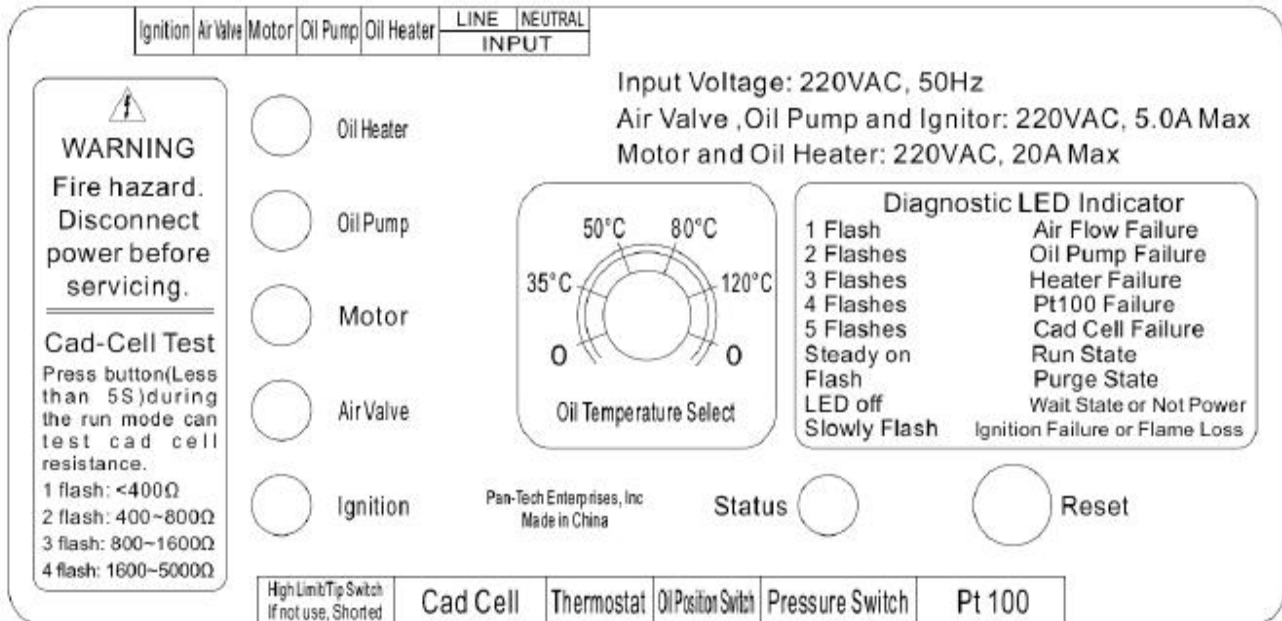 Ignition Air Valve Motor Oil Pump Oil Heater LINE NEUTRAL
INPUT
WARNING
Fire hazard.
Disconnect
power before
servicing.
Cad-Cell Test
Press button(Less
than 5S)during
the run mode can
test cad cell
resistance.
1 flash: <400Ω
2 flash: 400~800Ω
3 flash: 800~1600Ω
4 flash: 1600~5000Ω
Oil Heater
Oil Pump
Motor
Air Valve
Ignition
Input Voltage: 220VAC, 50Hz
Air Valve ,Oil Pump and Ignitor: 220VAC, 5.0A Max
Motor and Oil Heater: 220VAC, 20A Max
50°C 80°C
35°C 120°C
0 0
Oil Temperature Select
Diagnostic LED Indicator
1 Flash Air Flow Failure
2 Flashes Oil Pump Failure
3 Flashes Heater Failure
4 Flashes Pt100 Failure
5 Flashes Cad Cell Failure
Steady on Run State
Flash Purge State
LED off Wait State or Not Power
Slowly Flash Ignition Failure or Flame Loss
Pan-Tech Enterprises, Inc
Made in China
Status
Reset
High Limit/Tip Switch
If not use, Shorted
Cad Cell
Thermostat
Oil Position Switch
Pressure Switch
Pt 100